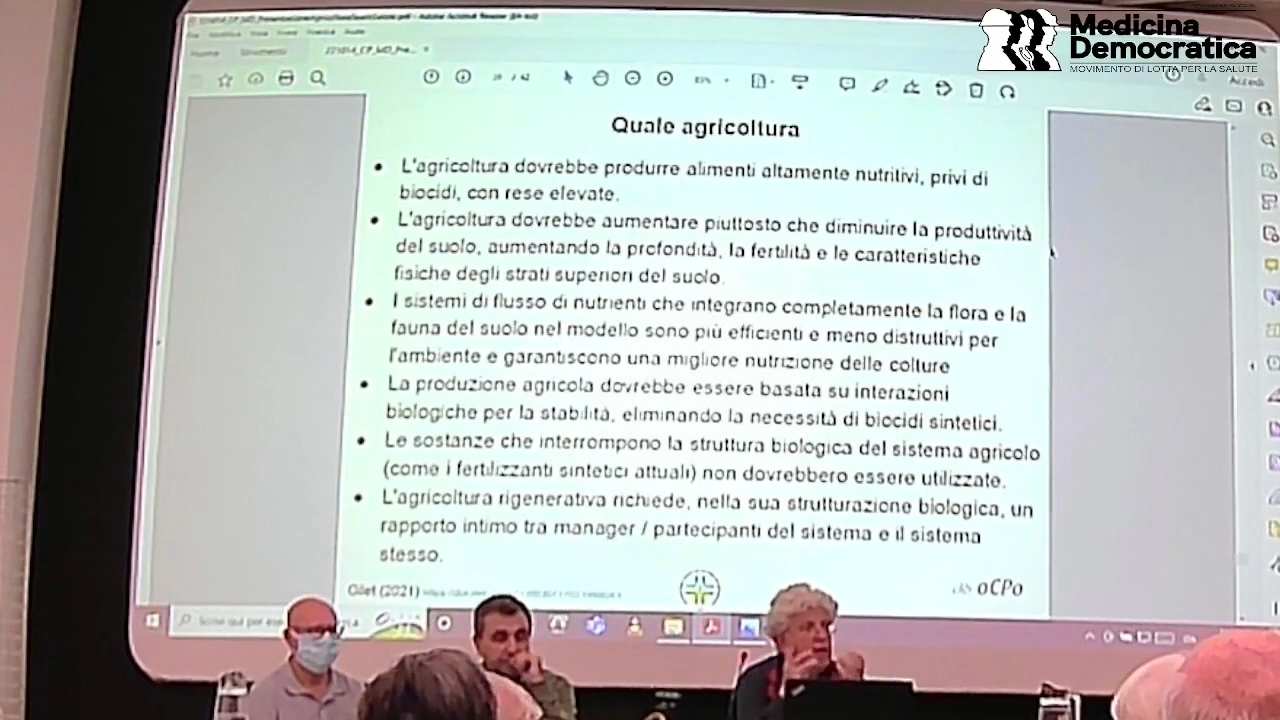 Medicina
Democratica
MOVIMENTO DI LOTTA PER LA SALUTE
Accedi
Quale agricoltura
L'agricoltura dovrebbe produrre alimenti altamente nutritivi, privi di
biocidi, con rese elevate.
L'agricoltura dovrebbe aumentare piuttosto che diminuire la produttività
del suolo, aumentando la profondità, la fertilità e le caratteristiche
fisiche degli strati superiori del suolo.
I sistemi di flusso di nutrienti che integrano completamente la flora e la
fauna del suolo nel modello sono più efficienti e meno distruttivi per
l'ambiente e garantiscono una migliore nutrizione delle colture
La produzione agricola dovrebbe essere basata su interazioni
biologiche per la stabilità, eliminando la necessità di biocidi sintetici.
Le sostanze che interrompono la struttura biologica del sistema agricolo
(come i fertilizzanti sintetici attuali) non dovrebbero essere utilizzate.
L'agricoltura rigenerativa richiede, nella sua strutturazione biologica, un
rapporto intimo tra manager / partecipanti del sistema e il sistema
stesso.
(2021)
oCPo